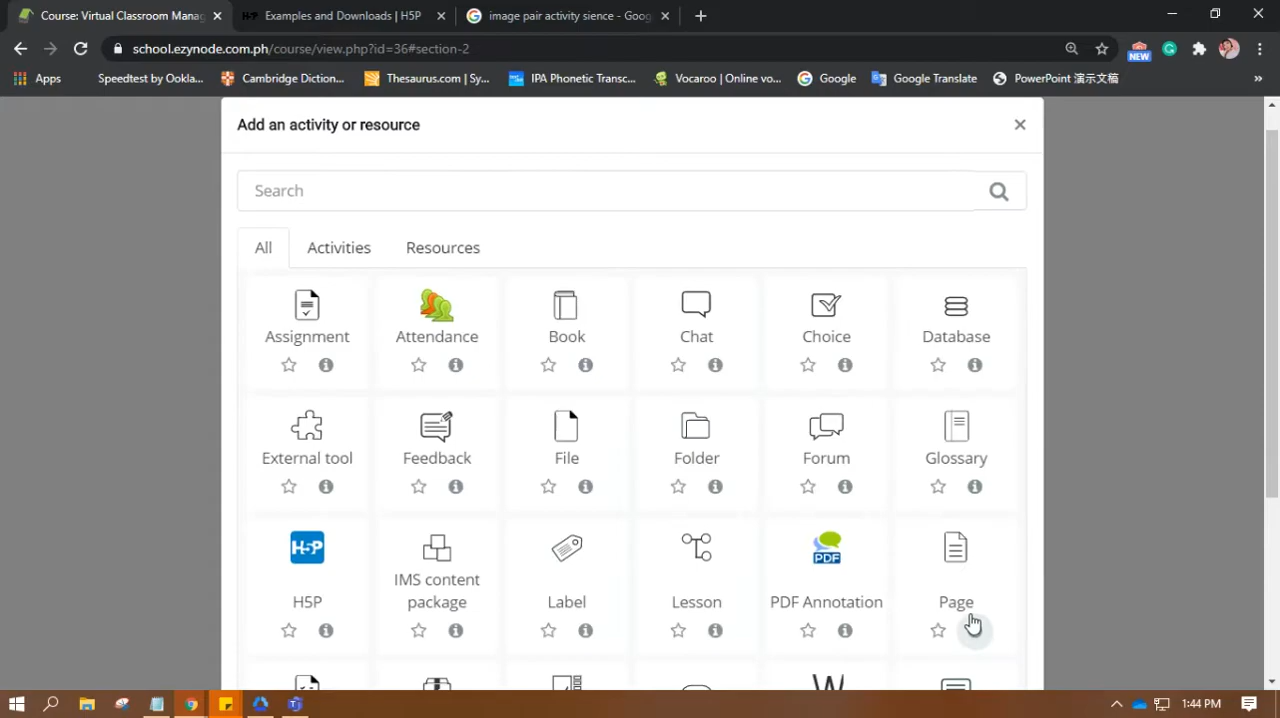 Course: Virtual Classroom Mana
Examples and Downloads | H5P
image pair activity sience - Goog
school.ezynode.com.ph/course/view.php?id=36#section-2
NEW
Apps
Speedtest by Ookla...
Cambridge Diction...
Thesaurus.com | Sy...
IPA Phonetic Transc...
Vocaroo | Online vo...
Google
Google Translate
PowerPoint 演示文稿
Add an activity or resource
Search
All Activities Resources
Assignment Attendance Book Chat Choice Database
External tool Feedback File Folder Forum Glossary
H5P
PDF
IMS content
package
H5P Label Lesson PDF Annotation Page
W
1:44 PM